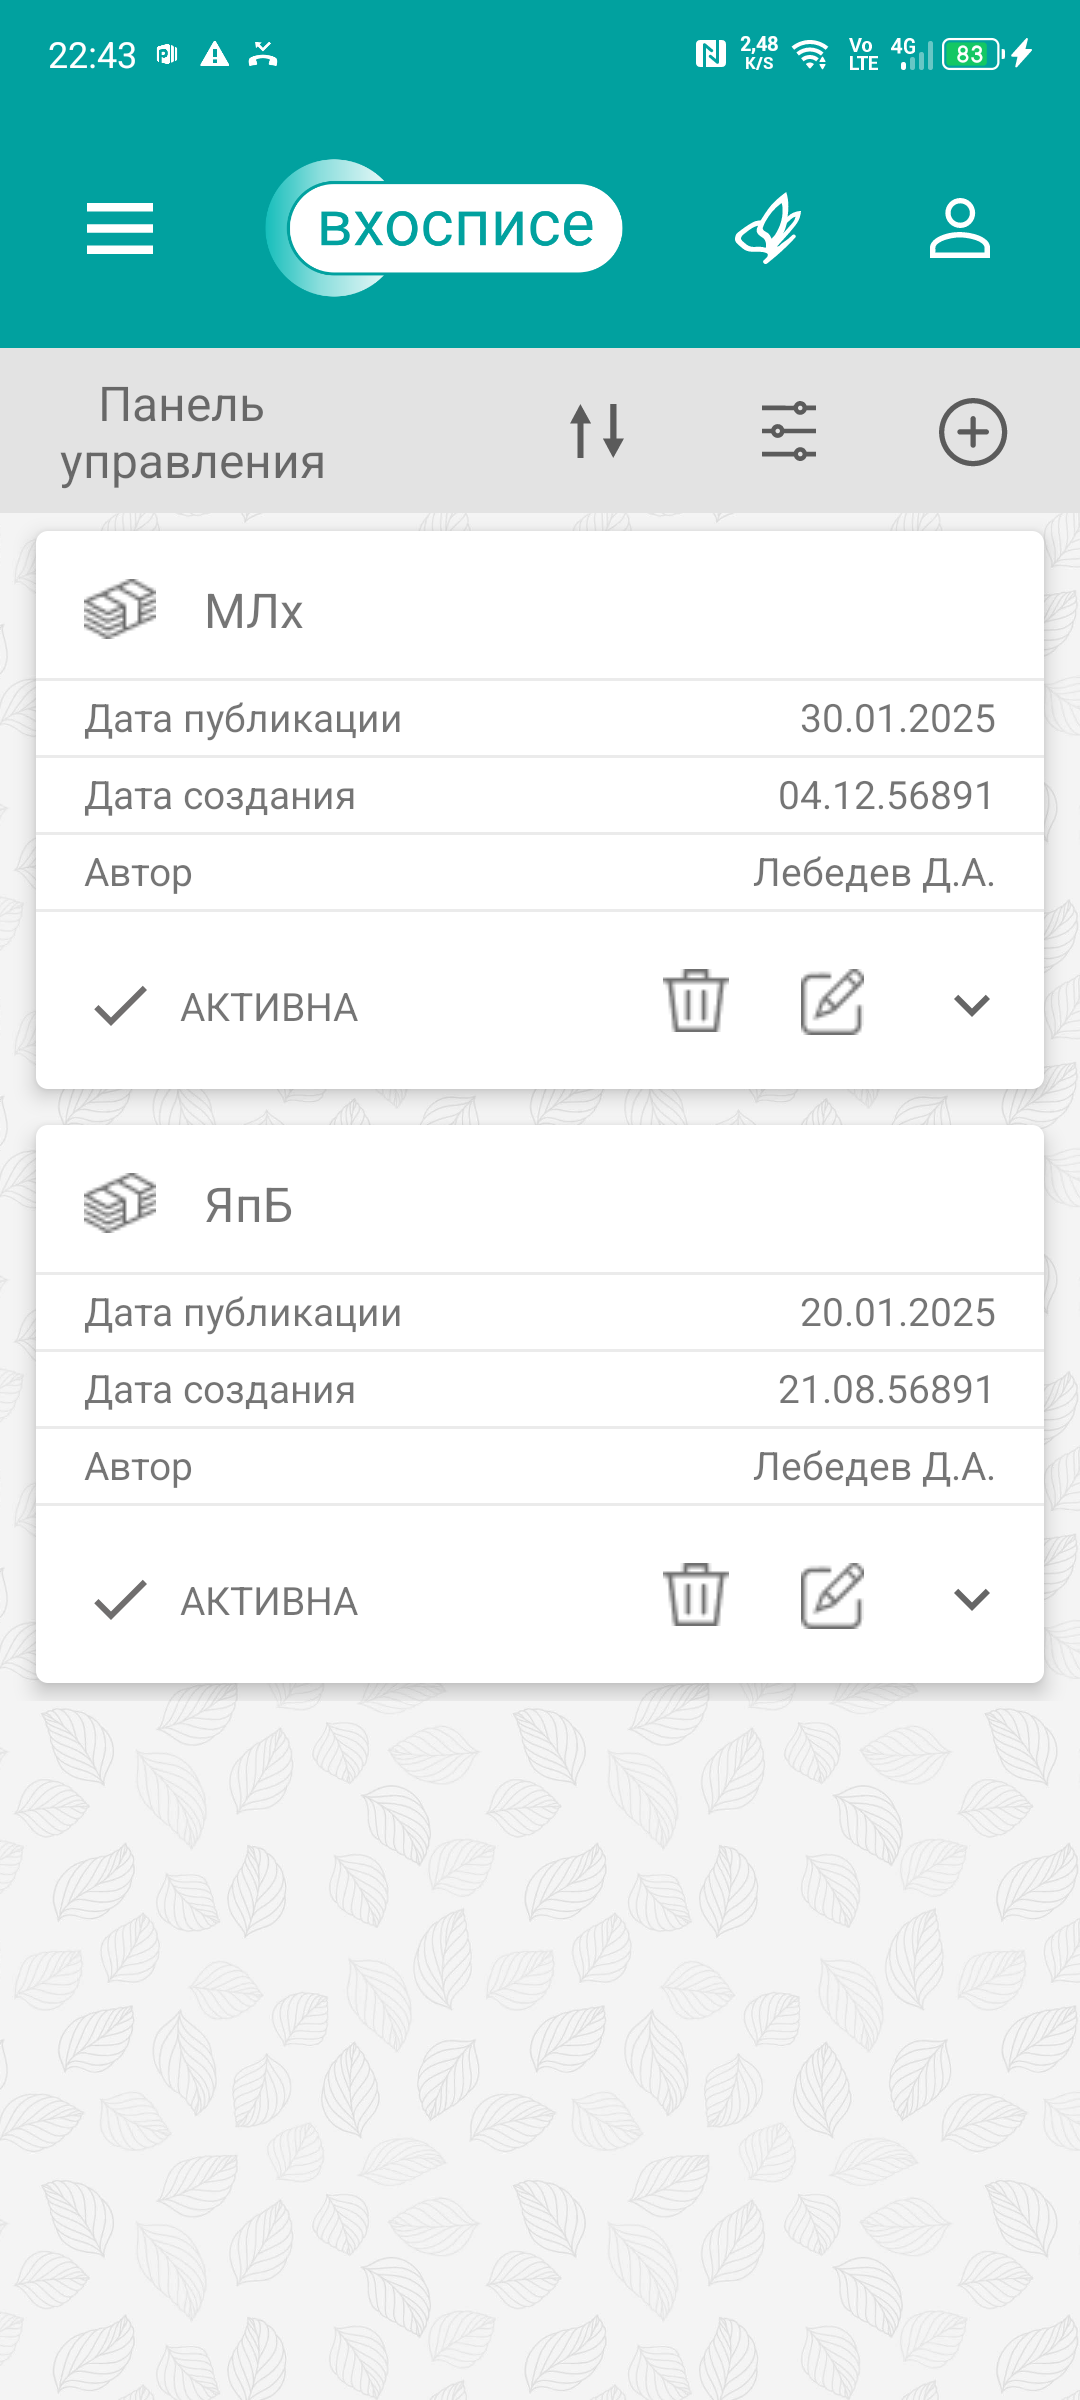 22:43
2,48
K/S
Vo
LTE
4G
83
вхосписе
Панель
управления
МЛх
Дата публикации 30.01.2025
Дата создания 04.12.56891
Автор Лебедев Д.А.
АКТИВНА
ЯпБ
Дата публикации 20.01.2025
Дата создания 21.08.56891
Автор Лебедев Д.А.
АКТИВНА